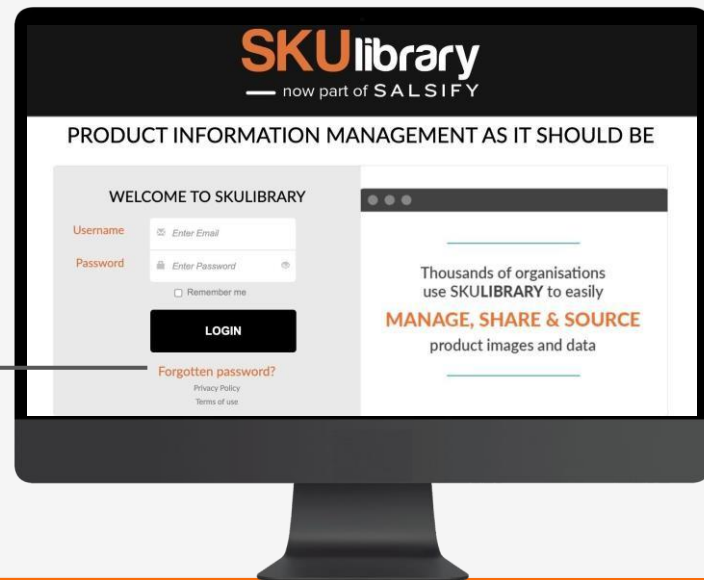 SKUlibrary
now part of SALSIFY
PRODUCT INFORMATION MANAGEMENT AS IT SHOULD BE
WELCOME TO SKULIBRARY
Username
Enter Email
Password
Enter Password
Remember me
LOGIN
Forgotten password?
Privacy Policy
Terms of use
Thousands of organisations
use SKULIBRARY to easily
MANAGE, SHARE & SOURCE
product images and data